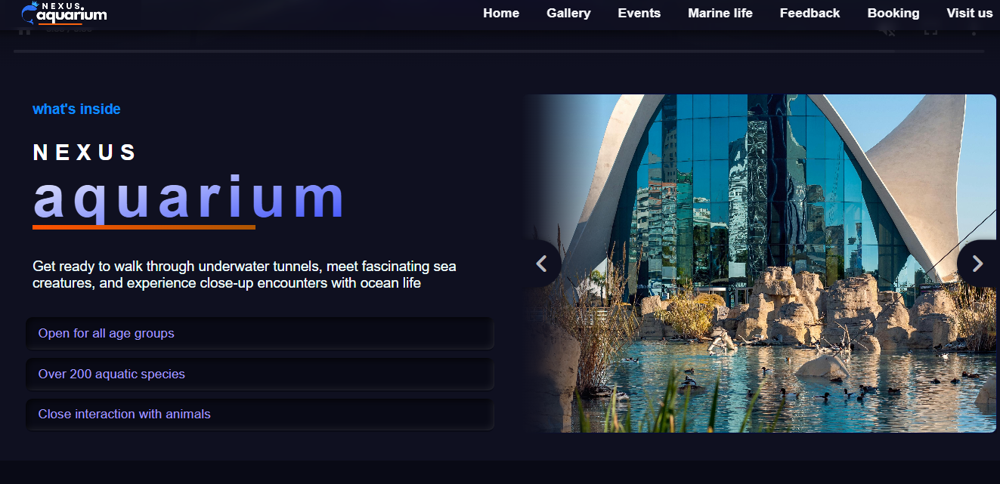 NEXUS.
aquarium
Home Gallery Events Marine life Feedback Booking Visit us
what's inside
NEXUS
aquarium
Get ready to walk through underwater tunnels, meet fascinating sea
creatures, and experience close-up encounters with ocean life
Open for all age groups
Over 200 aquatic species
Close interaction with animals